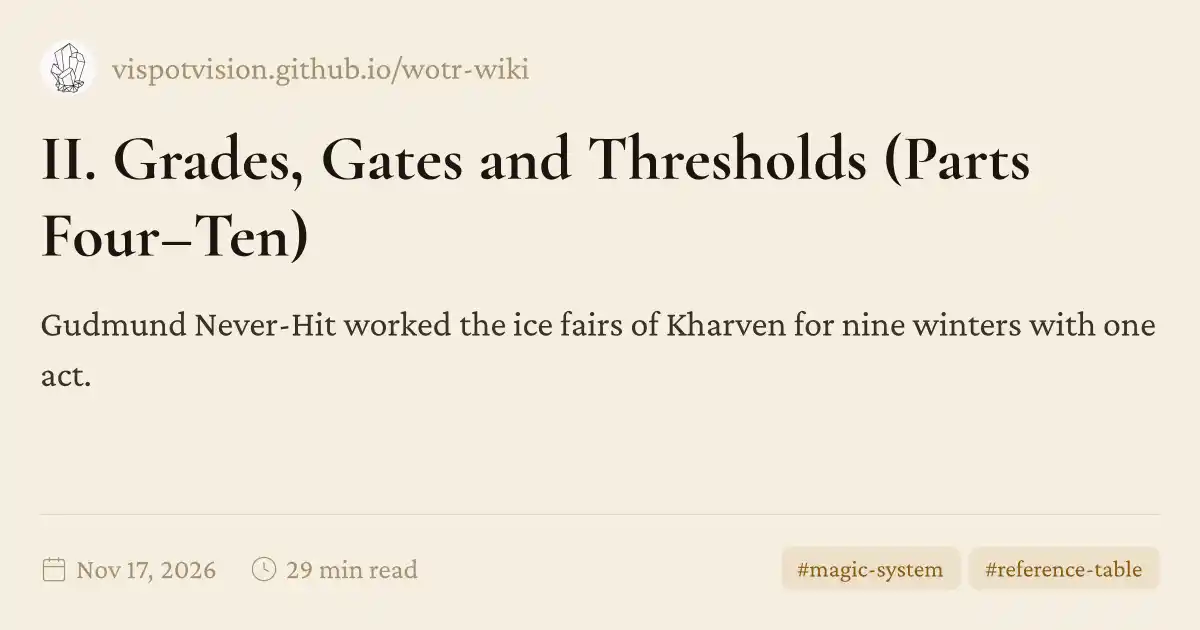 vispotvision.github.io/wotr-wiki
II. Grades, Gates and Thresholds (Parts
Four–Ten)
Gudmund Never-Hit worked the ice fairs of Kharven for nine winters with one
act.
Nov 17, 2026 29 min read #magic-system #reference-table